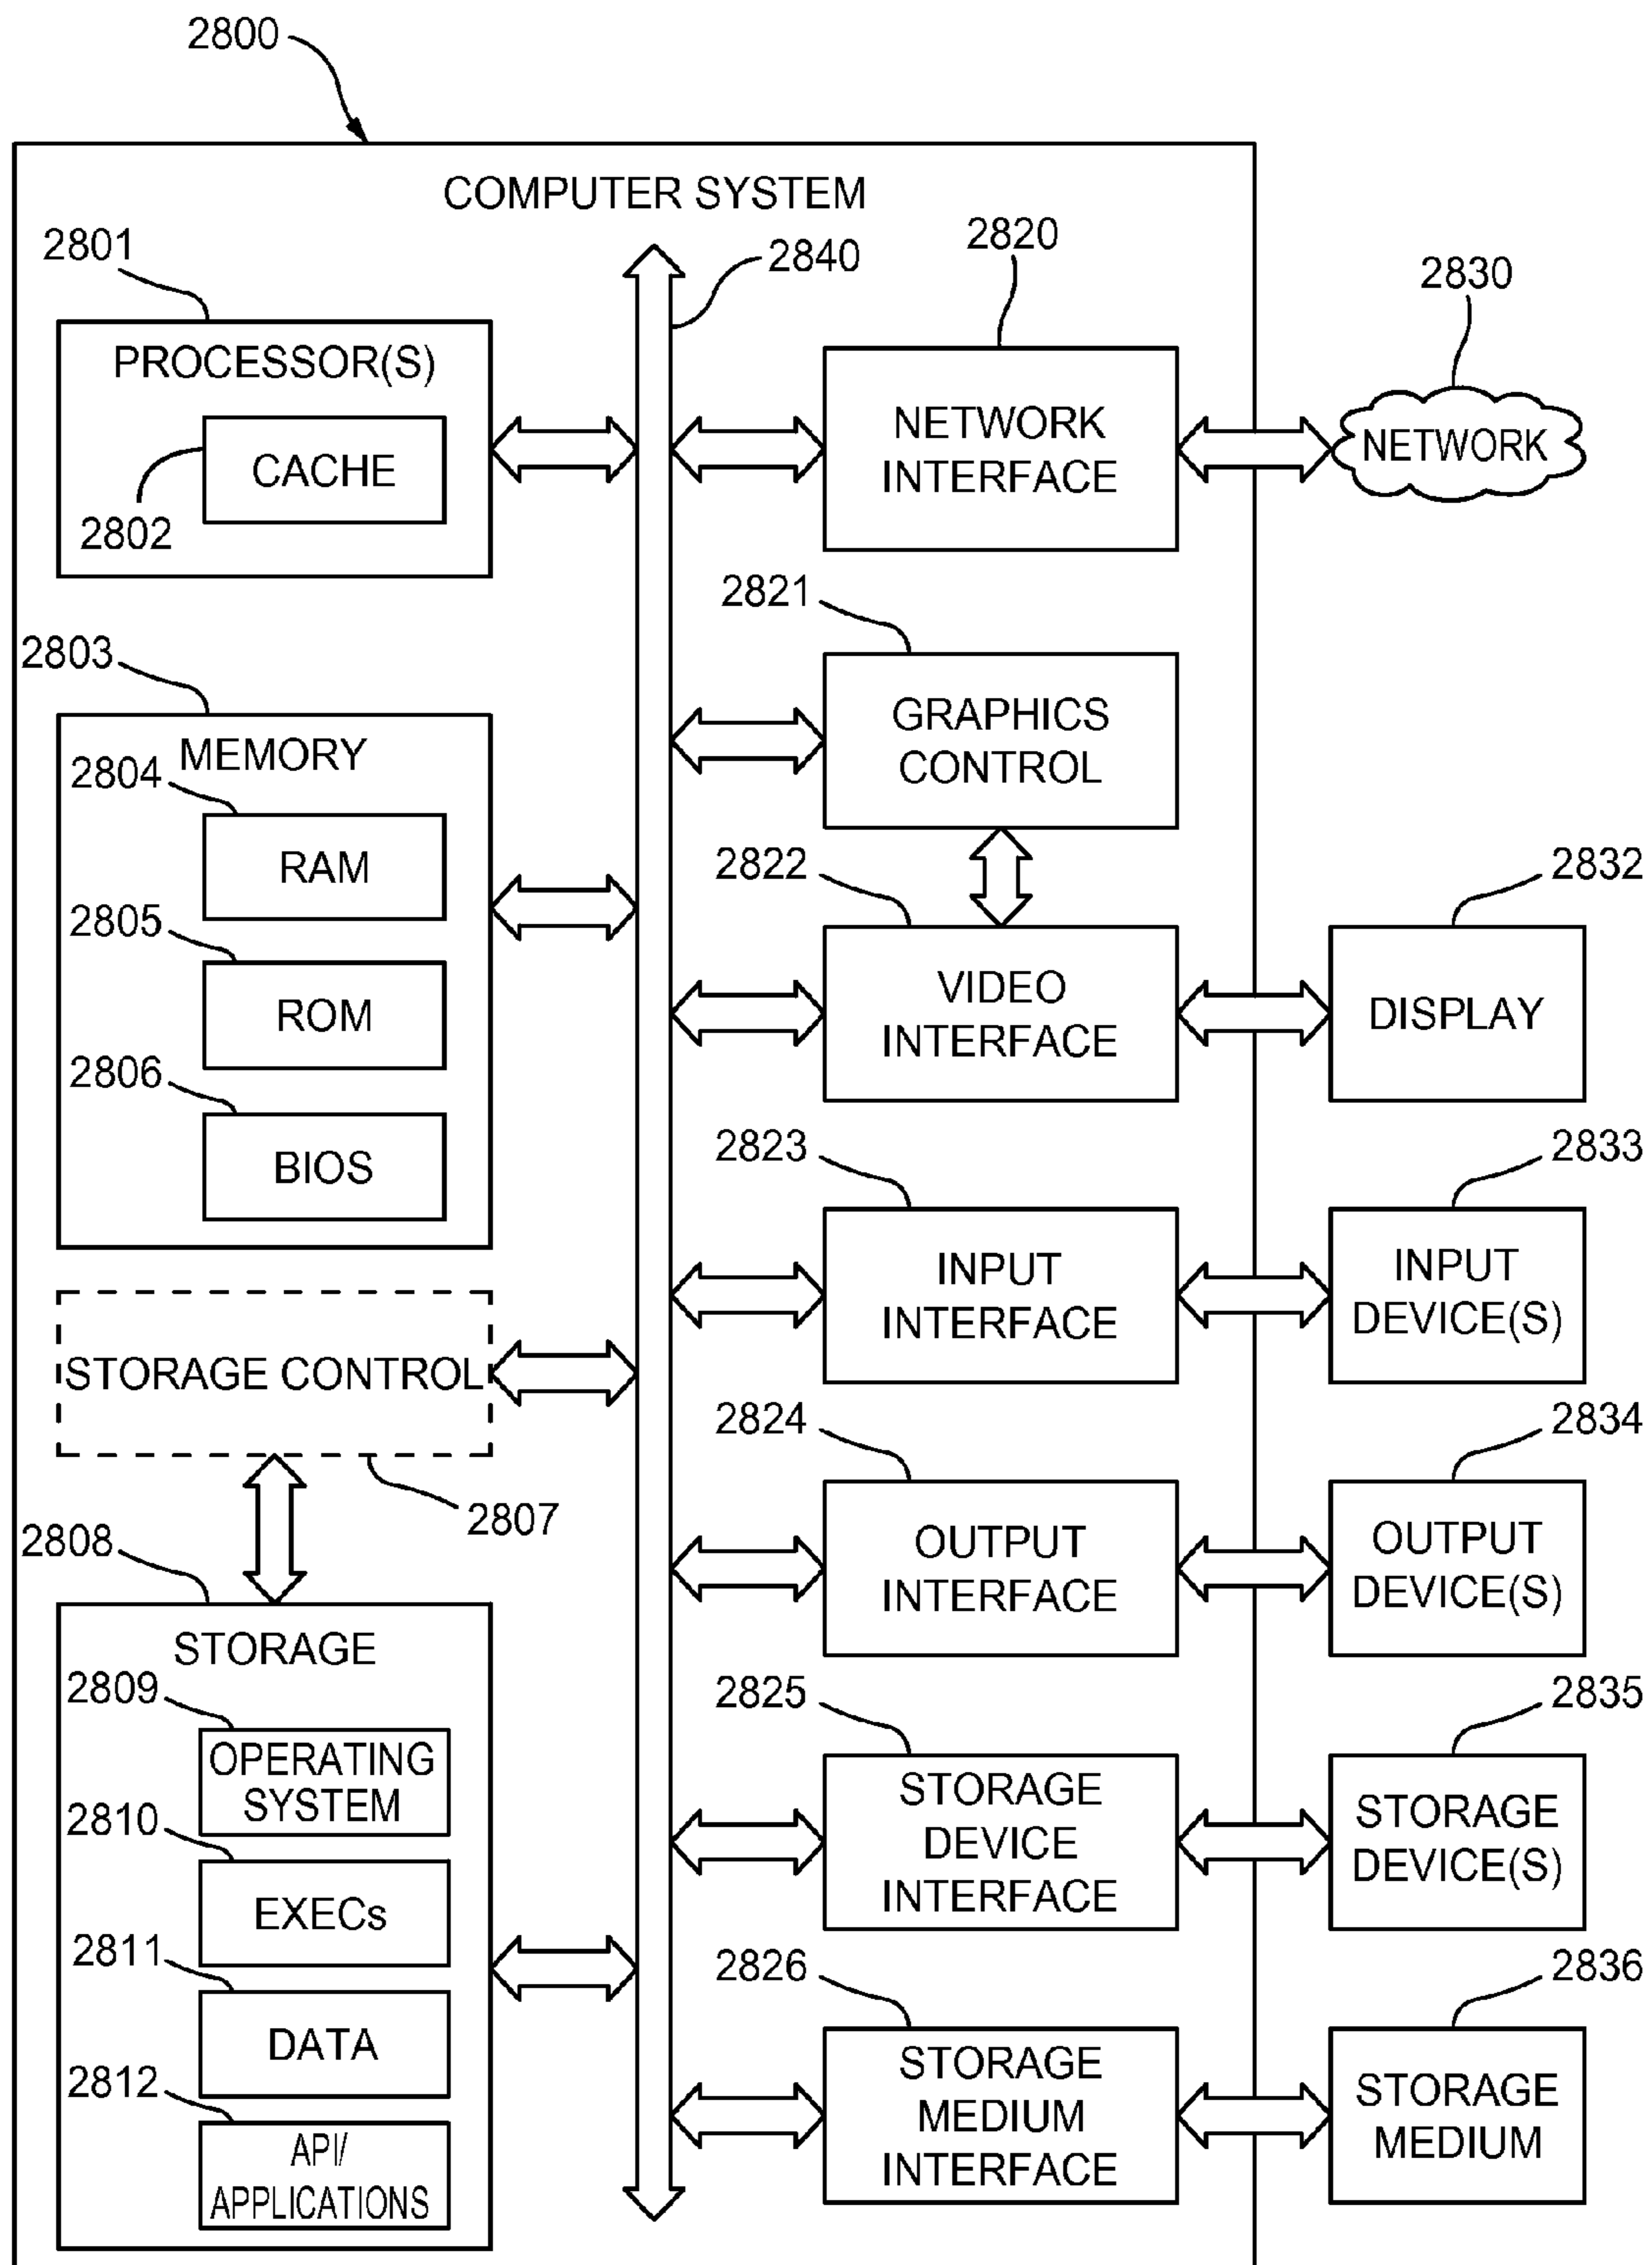 2800
COMPUTER SYSTEM
2801
2840
2820
2830
PROCESSOR(S)
CACHE
2802
NETWORK
INTERFACE
NETWORK
2821
GRAPHICS
CONTROL
2803
MEMORY
2804
RAM
2805
ROM
2806
BIOS
2822
VIDEO
INTERFACE
2832
DISPLAY
2823
INPUT
INTERFACE
2833
INPUT
DEVICE(S)
STORAGE CONTROL
2807
2824
OUTPUT
INTERFACE
2834
OUTPUT
DEVICE(S)
2808
STORAGE
2809
OPERATING
SYSTEM
2810
EXECs
2811
DATA
2812
API/
APPLICATIONS
2825
STORAGE
DEVICE
INTERFACE
2835
STORAGE
DEVICE(S)
2826
STORAGE
MEDIUM
INTERFACE
2836
STORAGE
MEDIUM